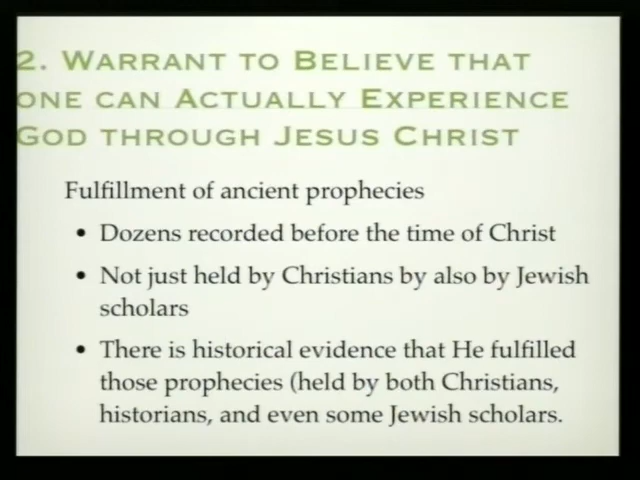 2. Warrant to Believe that
one can Actually Experience
God through Jesus Christ
Fulfillment of ancient prophecies
• Dozens recorded before the time of Christ
• Not just held by Christians by also by Jewish
scholars
• There is historical evidence that He fulfilled
those prophecies (held by both Christians,
historians, and even some Jewish scholars.